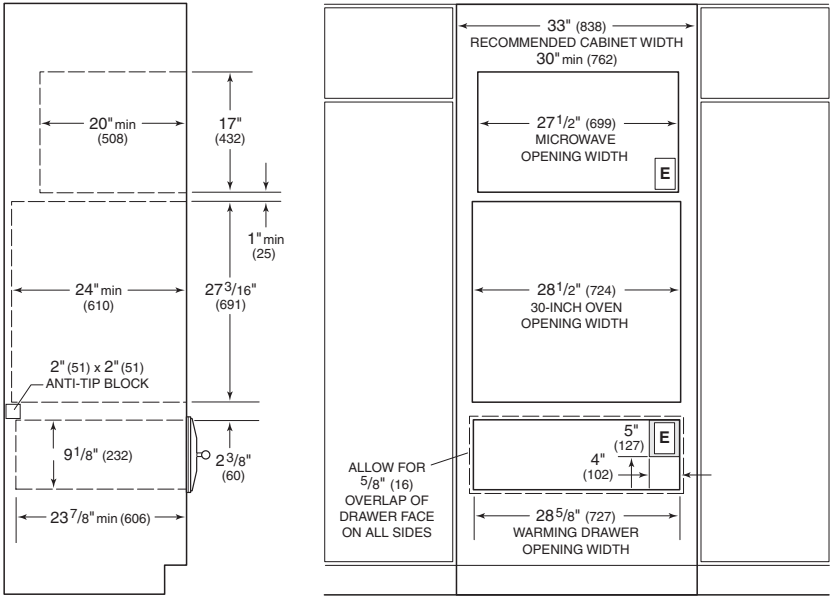 20" min
(508)
17"
(432)
1" min
(25)
24" min
(610)
27 3/16"
(691)
2" (51) x 2" (51)
ANTI-TIP BLOCK
9 1/8" (232)
2 3/8"
(60)
23 7/8" min (606)
33" (838)
RECOMMENDED CABINET WIDTH
30" min (762)
27 1/2" (699)
MICROWAVE
OPENING WIDTH
E
28 1/2" (724)
30-INCH OVEN
OPENING WIDTH
5"
(127)
E
4"
(102)
ALLOW FOR
5/8" (16)
OVERLAP OF
DRAWER FACE
ON ALL SIDES
28 5/8" (727)
WARMING DRAWER
OPENING WIDTH